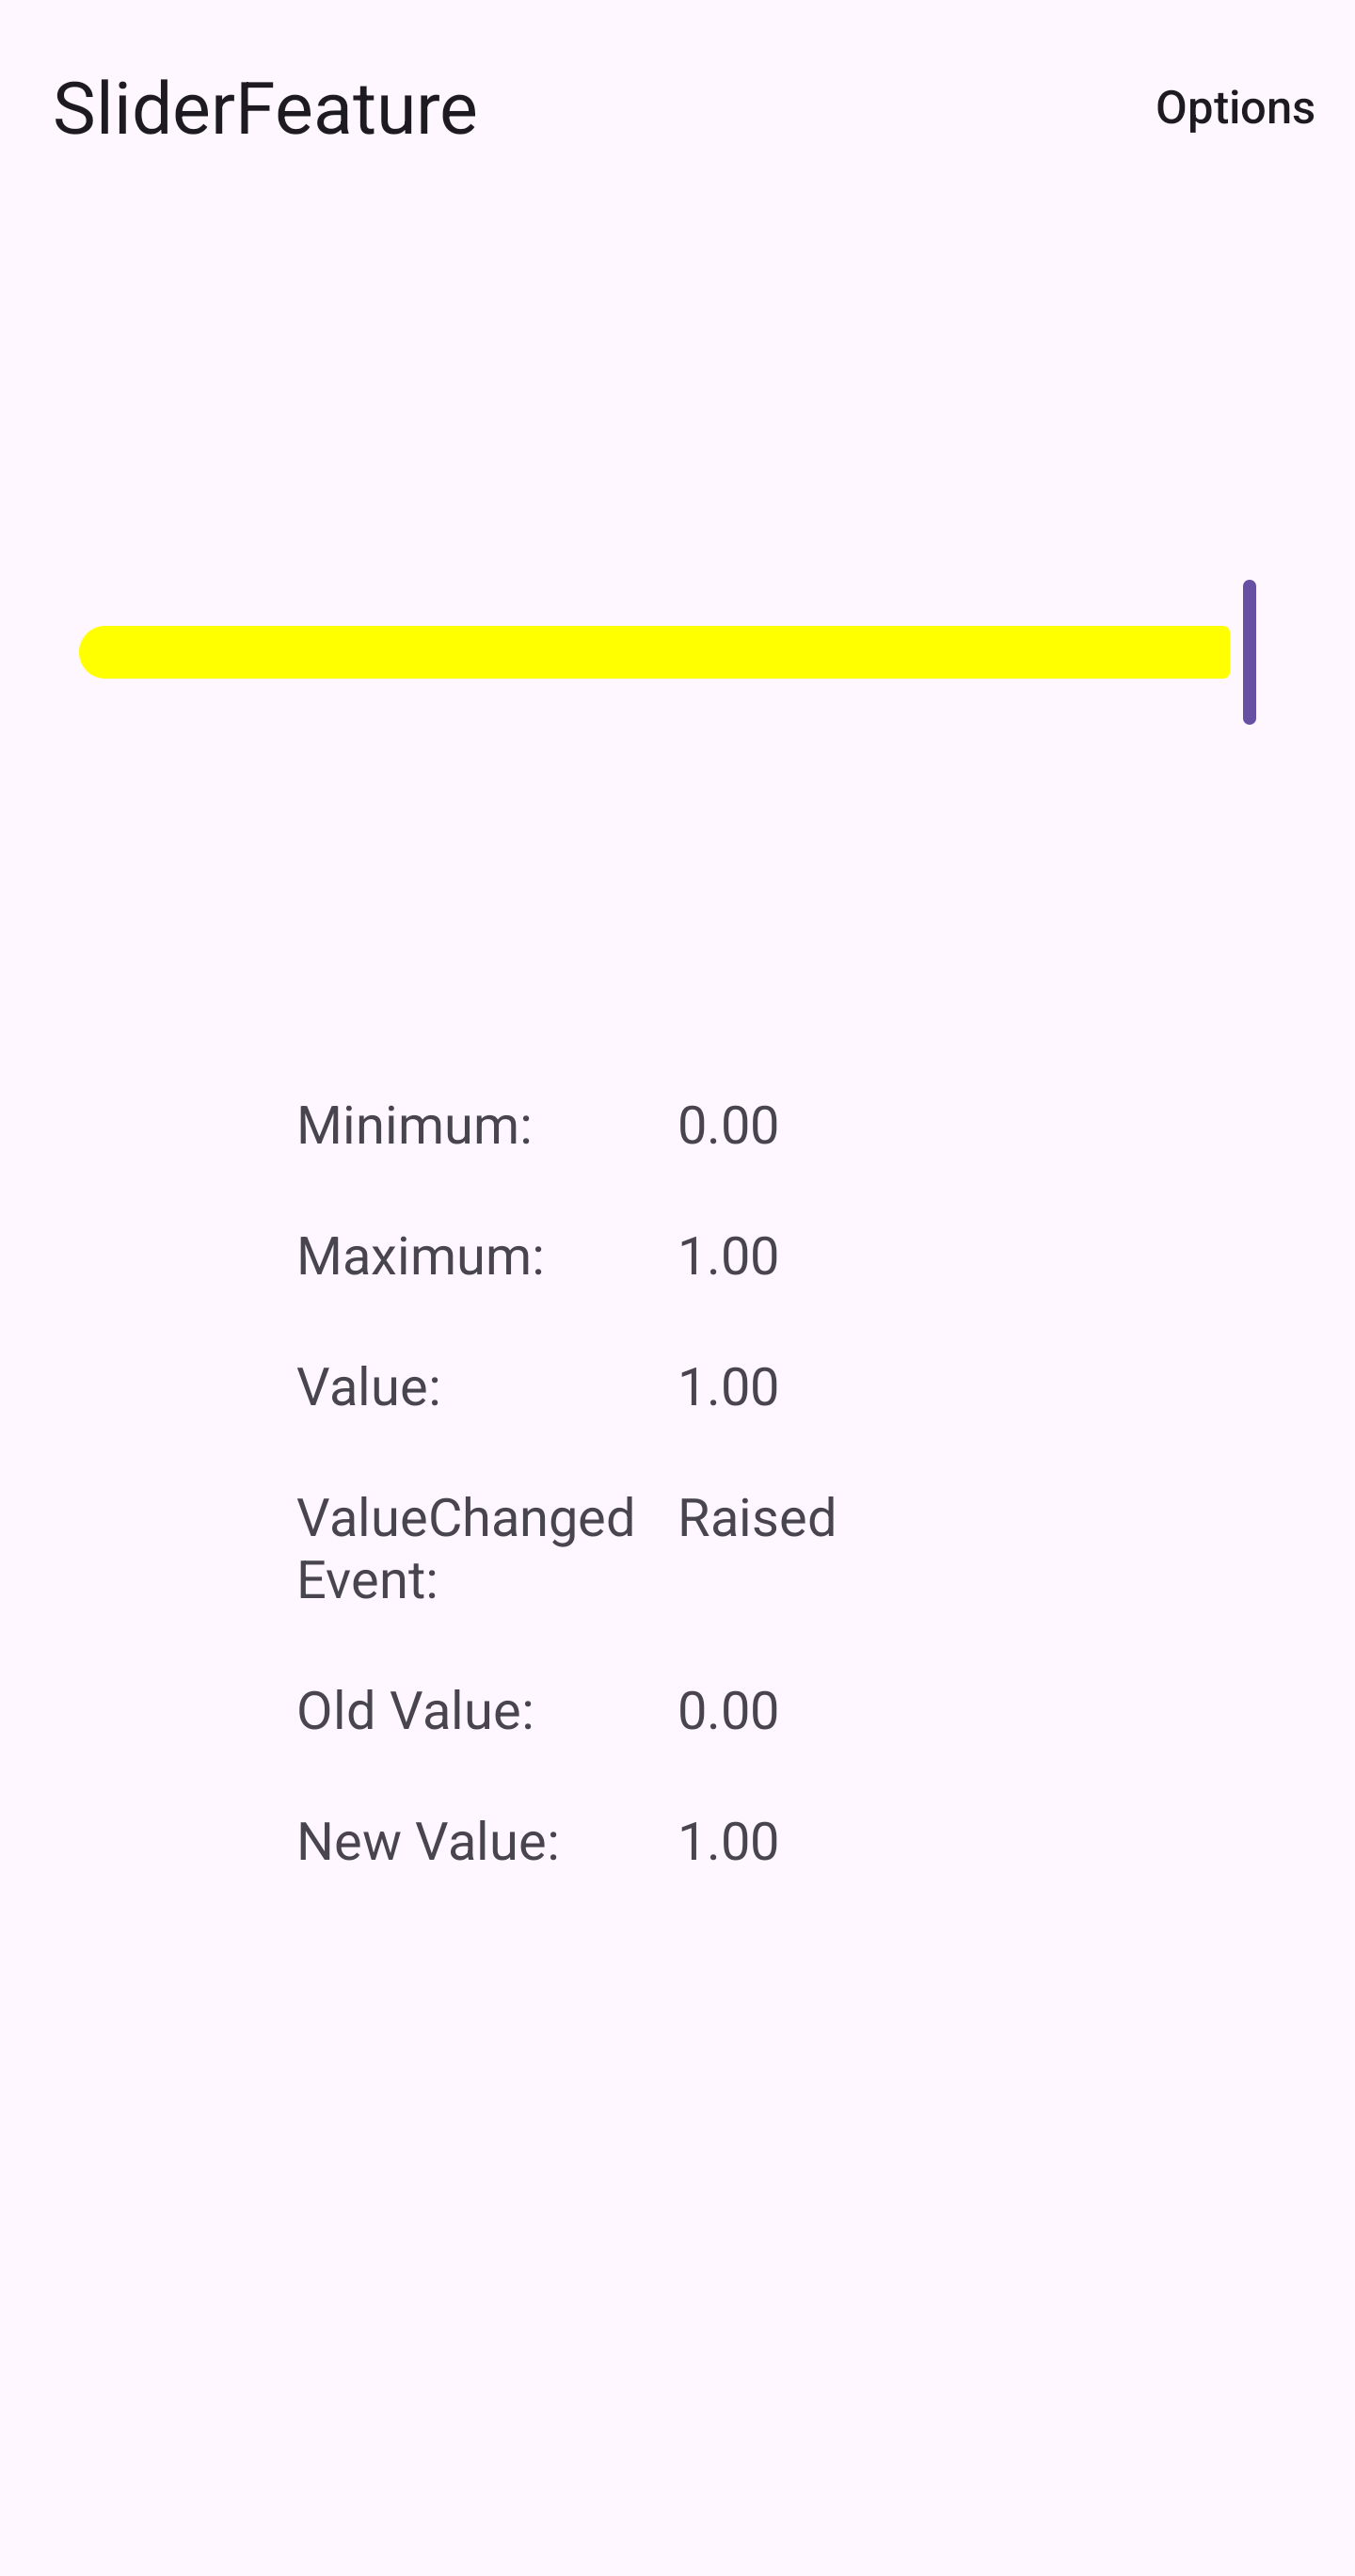 SliderFeature
Options
Minimum: 0.00
Maximum: 1.00
Value: 1.00
ValueChanged Raised
Event:
Old Value: 0.00
New Value: 1.00